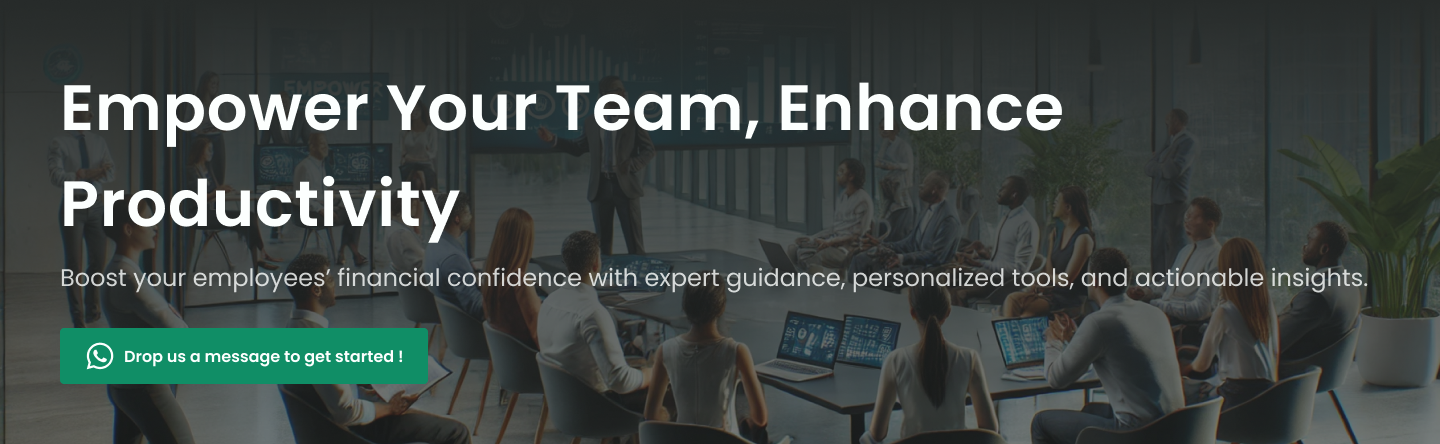 Empower Your Team, Enhance
Productivity
Boost your employees’ financial confidence with expert guidance, personalized tools, and actionable insights.
Drop us a message to get started !